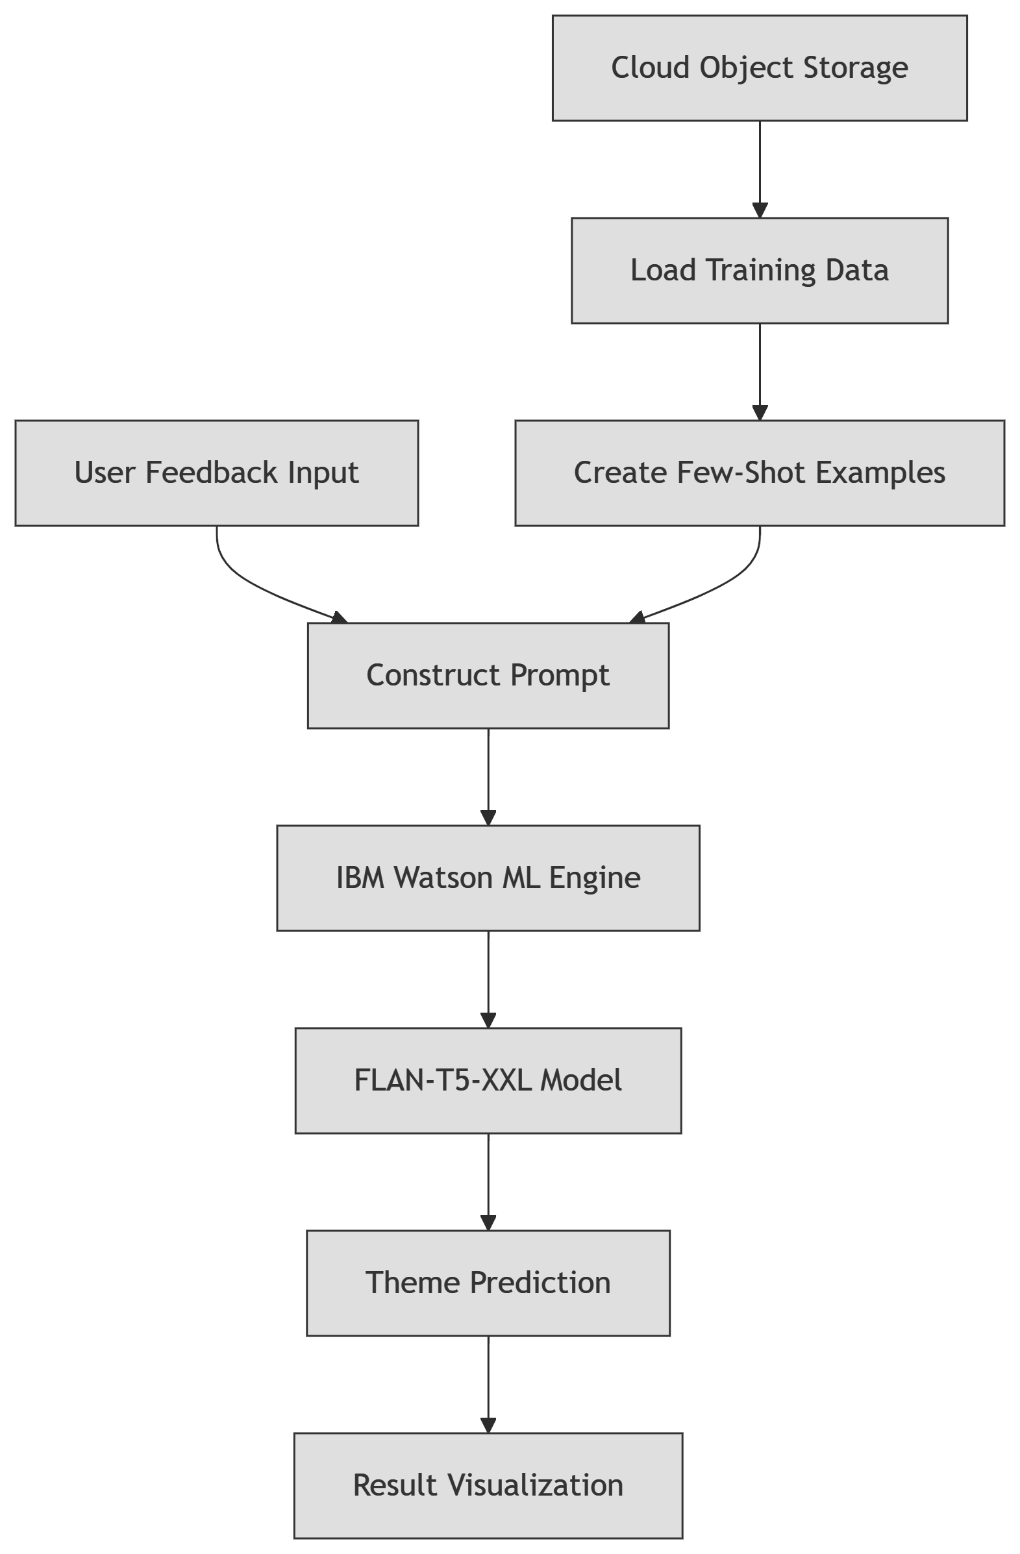 Cloud Object Storage
Load Training Data
User Feedback Input
Create Few-Shot Examples
Construct Prompt
IBM Watson ML Engine
FLAN-T5-XXL Model
Theme Prediction
Result Visualization